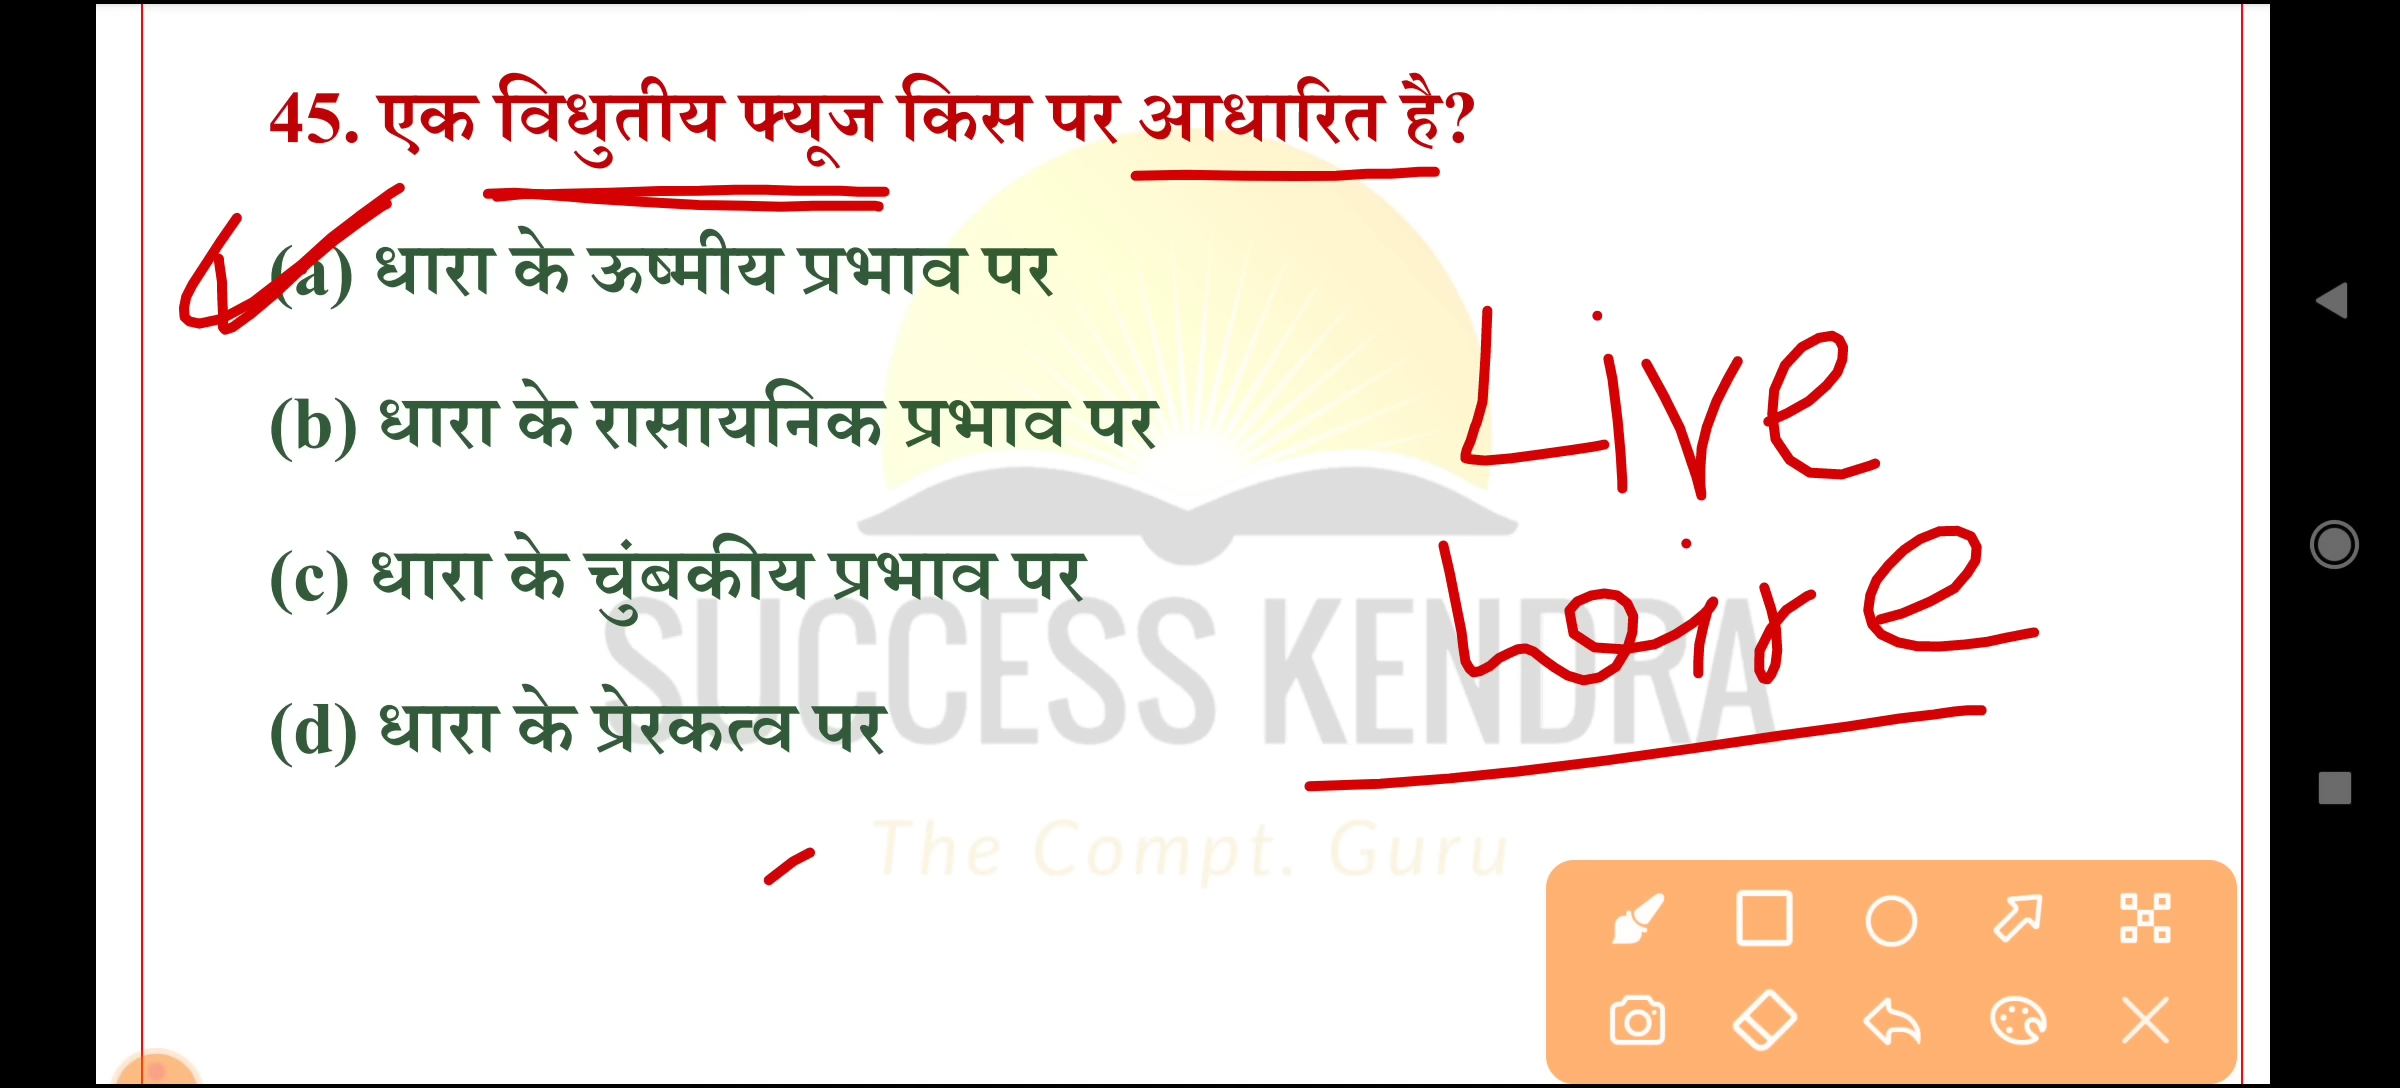 45. एक विधुतीय फ्यूज किस पर आधारित है?
(a) धारा के ऊष्मीय प्रभाव पर
(b) धारा के रासायनिक प्रभाव पर
(c) धारा के चुंबकीय प्रभाव पर
(d) धारा के प्रेरकत्व पर
Live
wire
SUCCESS KENDRA
The Compt. Guru